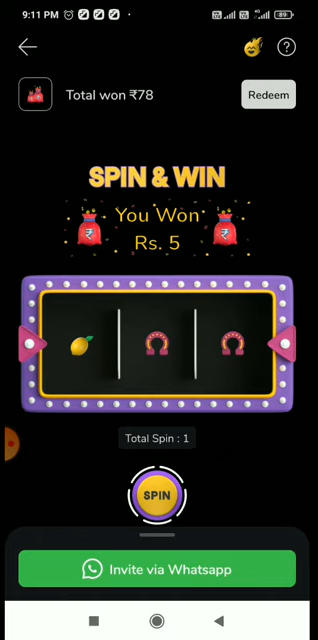 9:11 PM
89
Total won ₹78
Redeem
SPIN & WIN
You Won
Rs. 5
Total Spin : 1
SPIN
Invite via Whatsapp